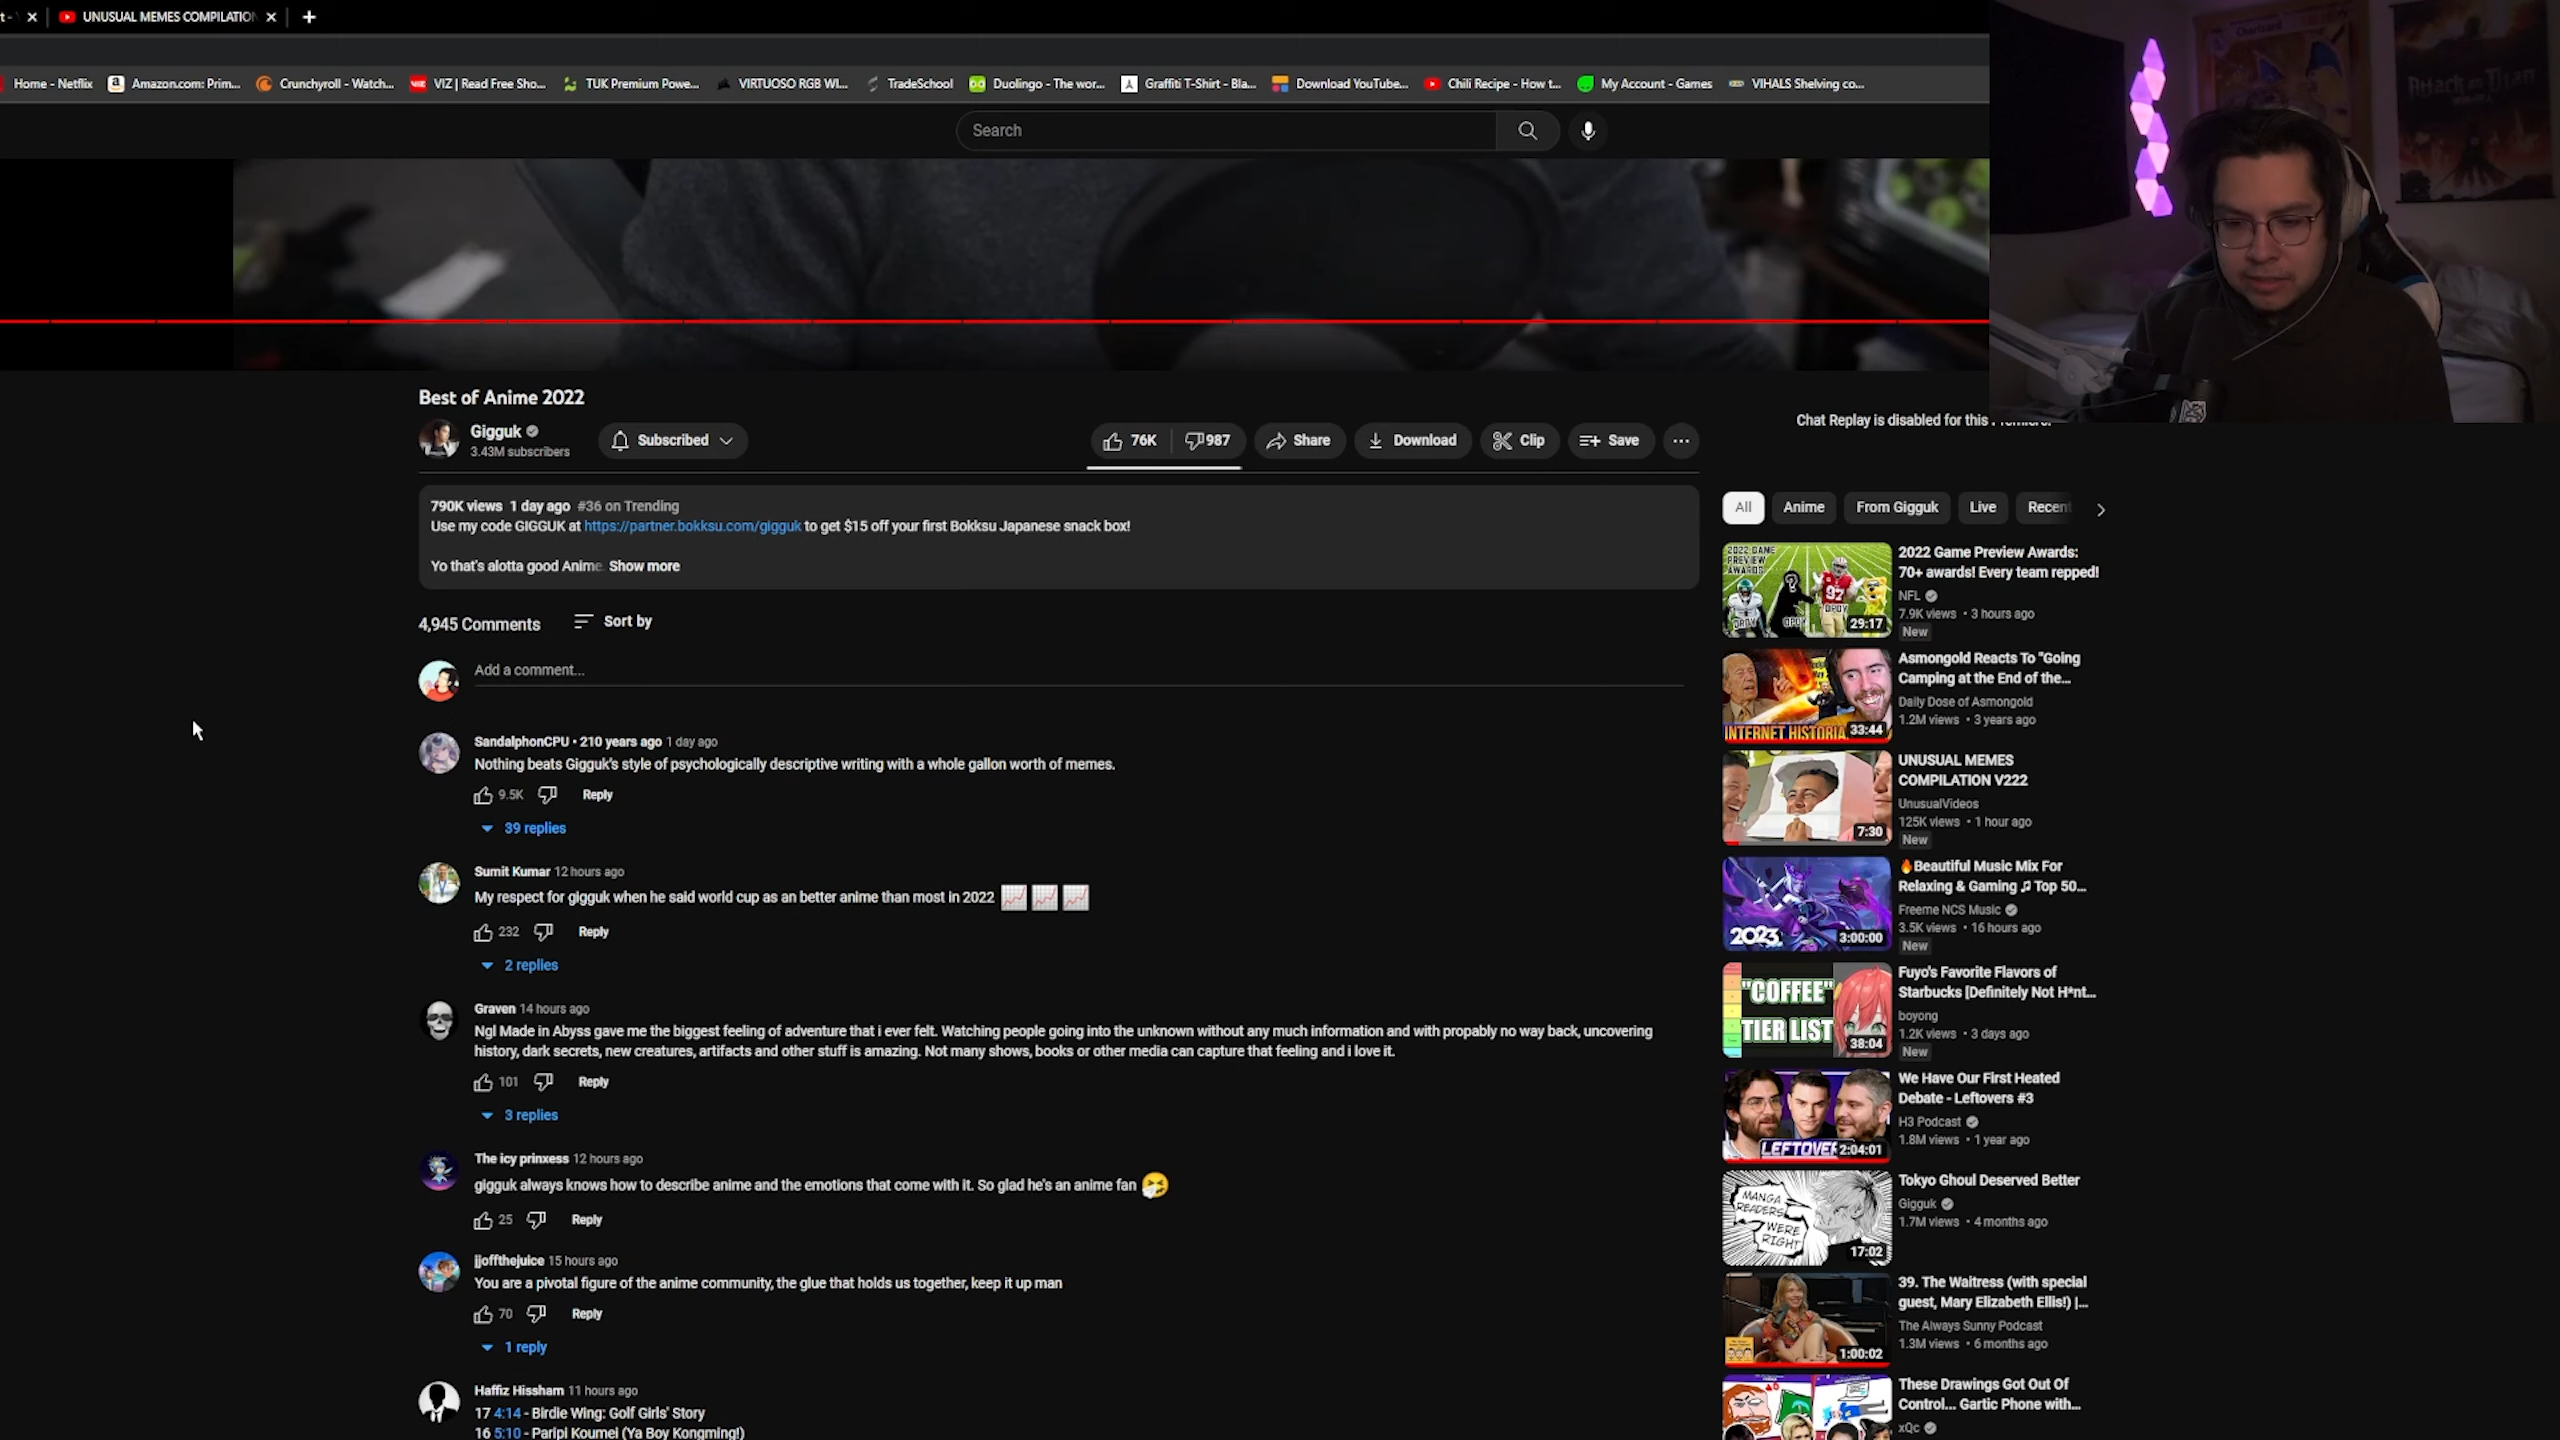 t -
UNUSUAL MEMES COMPILATION
Home - Netflix
Amazon.com: Prim...
Crunchyroll - Watch...
VIZ | Read Free Sho...
TUK Premium Powe...
VIRTUOSO RGB WI...
TradeSchool
Duolingo - The wor...
Graffiti T-Shirt - Bla...
Download YouTube...
Chili Recipe - How t...
My Account - Games
VIHALS Shelving co...
Search
Charizard
Attack on Titan
Best of Anime 2022
Gigguk
3.43M subscribers
Subscribed
76K
987
Share
Download
Clip
Save
Chat Replay is disabled for this Premiere.
790K views 1 day ago #36 on Trending
Use my code GIGGUK at https://partner.bokksu.com/gigguk to get $15 off your first Bokksu Japanese snack box!
Yo that's alotta good Anime. Show more
4,945 Comments
Sort by
Add a comment...
SandalphonCPU • 210 years ago 1 day ago
Nothing beats Gigguk's style of psychologically descriptive writing with a whole gallon worth of memes.
9.5K
Reply
39 replies
Sumit Kumar 12 hours ago
My respect for gigguk when he said world cup as an better anime than most in 2022 📈 📈 📈
232
Reply
2 replies
Graven 14 hours ago
Ngl Made in Abyss gave me the biggest feeling of adventure that i ever felt. Watching people going into the unknown without any much information and with propably no way back, uncovering
history, dark secrets, new creatures, artifacts and other stuff is amazing. Not many shows, books or other media can capture that feeling and i love it.
101
Reply
3 replies
The icy prinxess 12 hours ago
gigguk always knows how to describe anime and the emotions that come with it. So glad he's an anime fan 🤧
25
Reply
jjoffthejuice 15 hours ago
You are a pivotal figure of the anime community, the glue that holds us together, keep it up man
70
Reply
1 reply
Haffiz Hissham 11 hours ago
17 4:14 - Birdie Wing: Golf Girls' Story
16 5:10 - Paripi Koumei (Ya Boy Kongming!)
All
Anime
From Gigguk
Live
Recent
2022 GAME
PREVIEW
AWARDS
97
OROY
OPOY
DPOY
29:17
2022 Game Preview Awards:
70+ awards! Every team repped!
NFL
7.9K views • 3 hours ago
New
INTERNET HISTORIA
33:44
Asmongold Reacts To "Going
Camping at the End of the...
Daily Dose of Asmongold
1.2M views • 3 years ago
7:30
UNUSUAL MEMES
COMPILATION V222
UnusualVideos
125K views • 1 hour ago
New
2023
3:00:00
🔥Beautiful Music Mix For
Relaxing & Gaming ♫ Top 50...
Freeme NCS Music
3.5K views • 16 hours ago
New
"COFFEE"
TIER LIST
38:04
Fuyo's Favorite Flavors of
Starbucks [Definitely Not H*nt...
boyong
1.2K views • 3 days ago
New
LEFTOVER
2:04:01
We Have Our First Heated
Debate - Leftovers #3
H3 Podcast
1.8M views • 1 year ago
MANGA
READERS
WERE
RIGHT
17:02
Tokyo Ghoul Deserved Better
Gigguk
1.7M views • 4 months ago
1:00:02
39. The Waitress (with special
guest, Mary Elizabeth Ellis!) |...
The Always Sunny Podcast
1.3M views • 6 months ago
These Drawings Got Out Of
Control... Gartic Phone with...
xQc